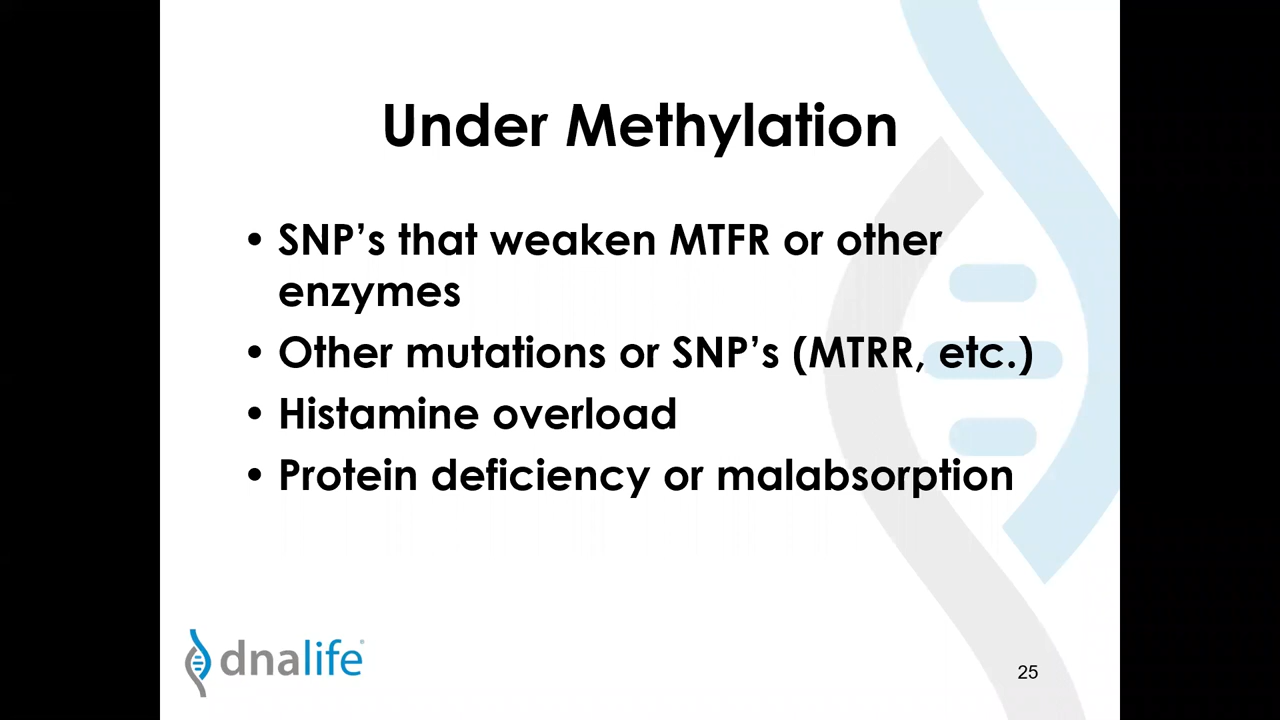 Under Methylation
• SNP's that weaken MTFR or other
enzymes
• Other mutations or SNP's (MTRR, etc.)
• Histamine overload
• Protein deficiency or malabsorption
dnalife
25